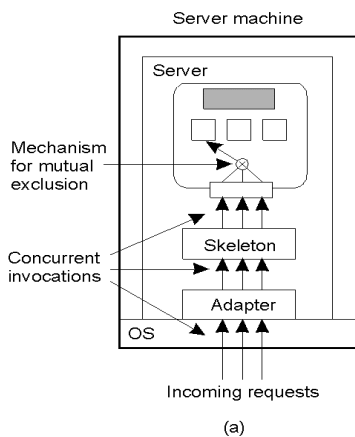 Server machine
Server
Mechanism
for mutual
exclusion
Concurrent
invocations
Skeleton
Adapter
OS
Incoming requests
(a)